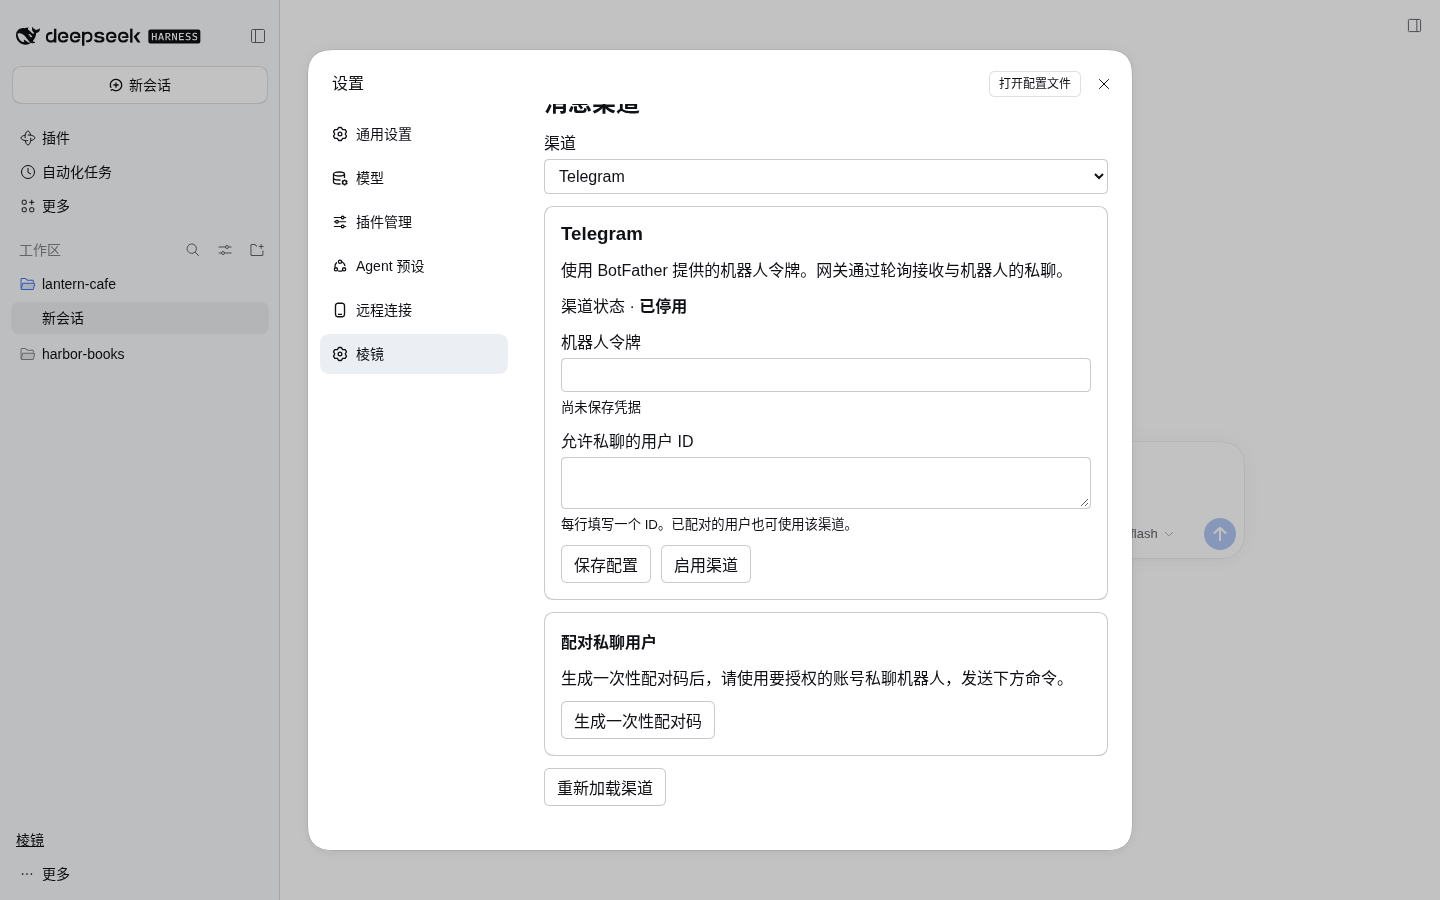 deepseek HARNESS
新会话
插件
自动化任务
更多
工作区
lantern-cafe
新会话
harbor-books
棱镜
更多
设置
打开配置文件
通用设置
模型
插件管理
Agent 预设
远程连接
棱镜
消息渠道
渠道
Telegram
Telegram
使用 BotFather 提供的机器人令牌。网关通过轮询接收与机器人的私聊。
渠道状态 · 已停用
机器人令牌
尚未保存凭据
允许私聊的用户 ID
每行填写一个 ID。已配对的用户也可使用该渠道。
保存配置
启用渠道
配对私聊用户
生成一次性配对码后，请使用要授权的账号私聊机器人，发送下方命令。
生成一次性配对码
重新加载渠道
flash